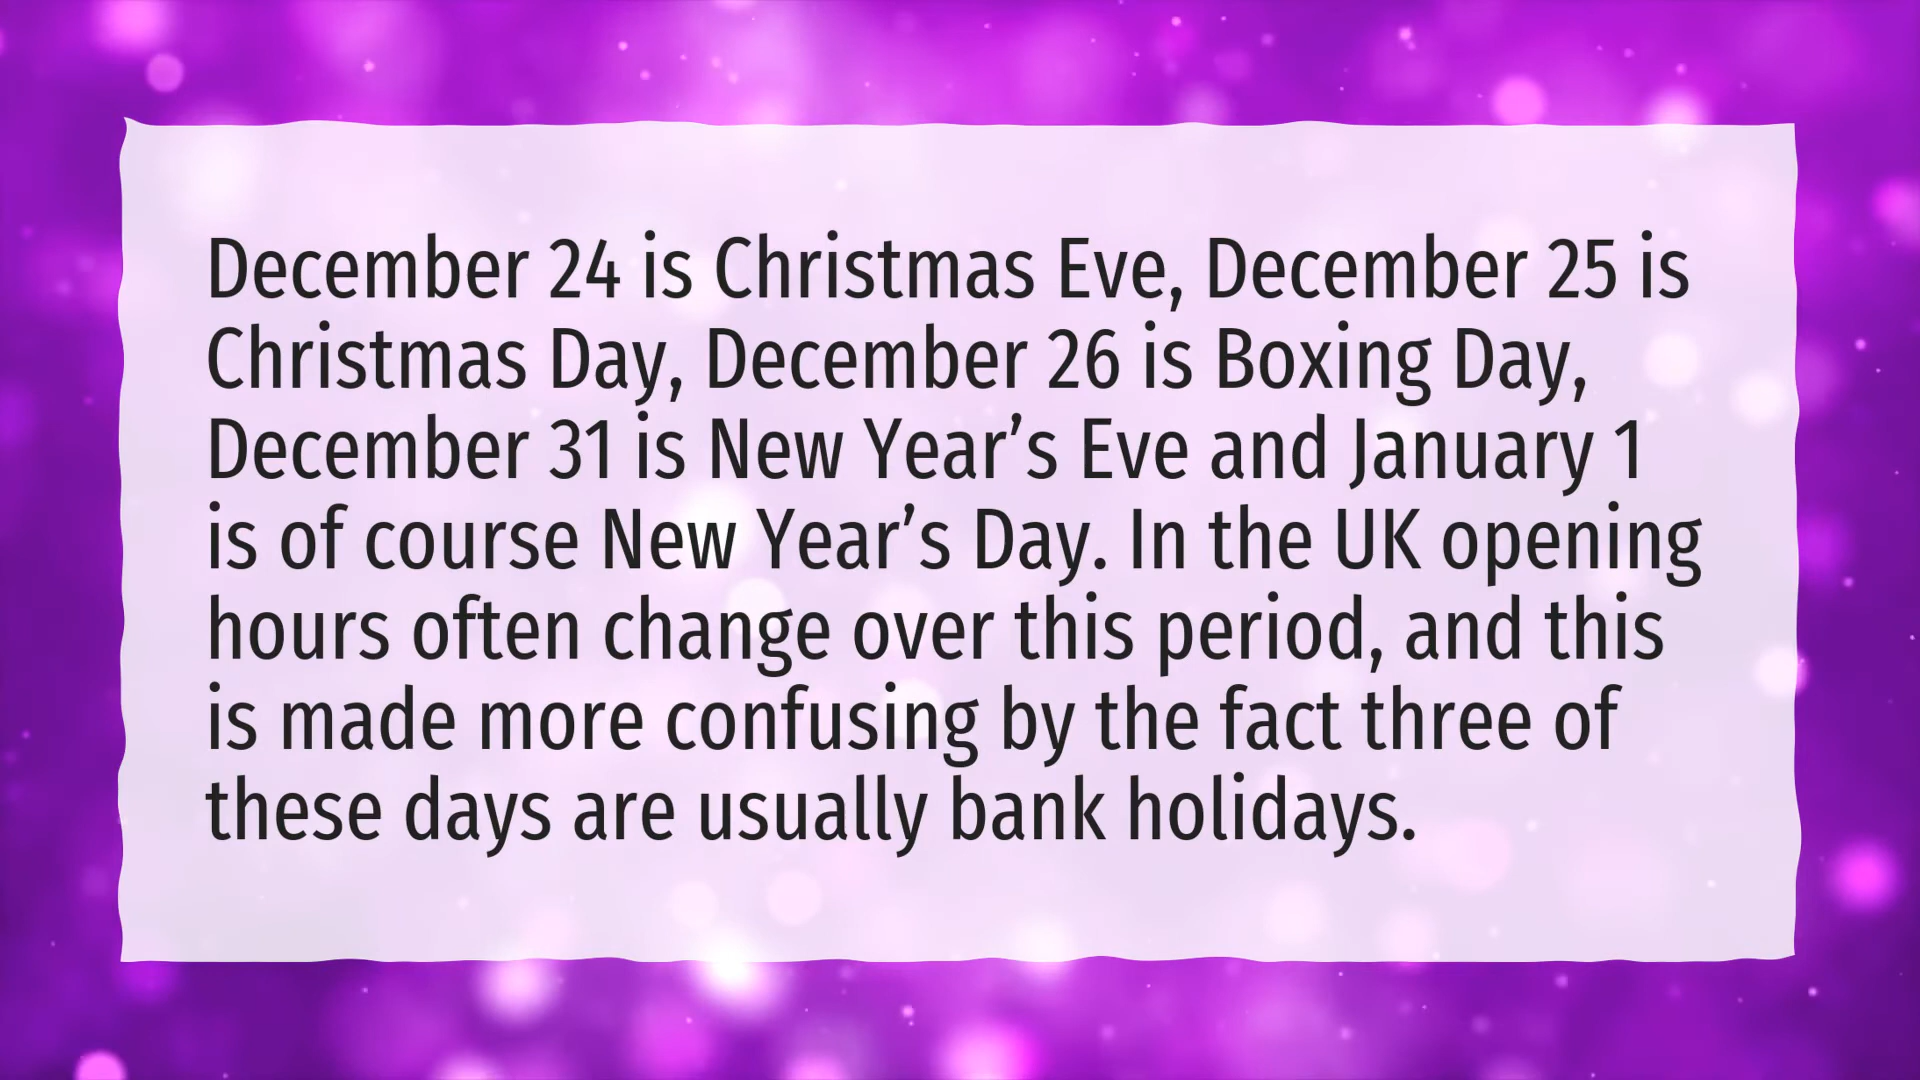 December 24 is Christmas Eve, December 25 is
Christmas Day, December 26 is Boxing Day,
December 31 is New Year’s Eve and January 1
is of course New Year’s Day. In the UK opening
hours often change over this period, and this
is made more confusing by the fact three of
these days are usually bank holidays.